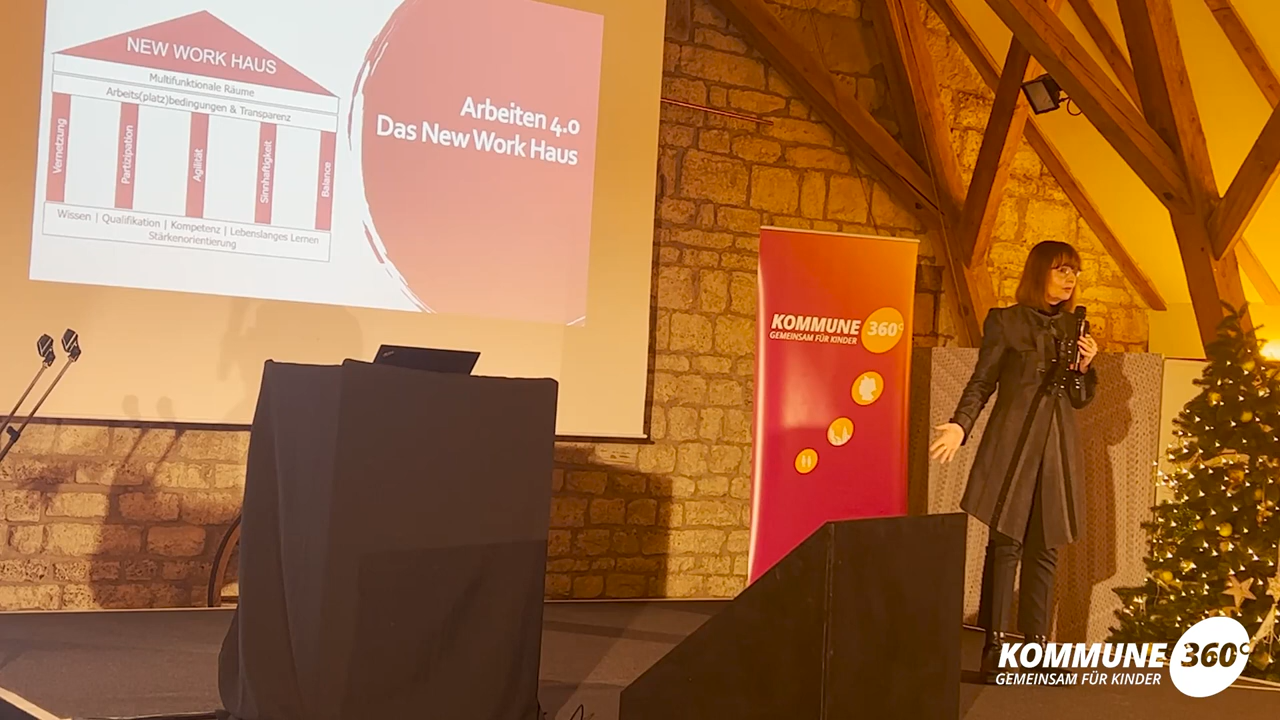 NEW WORK HAUS
Multifunktionale Räume
Arbeits(platz)bedingungen & Transparenz
Vernetzung
Partizipation
Agilität
Sinnhaftigkeit
Balance
Wissen | Qualifikation | Kompetenz | Lebenslanges Lernen
Stärkenorientierung
Arbeiten 4.0
Das New Work Haus
KOMMUNE 360°
GEMEINSAM FÜR KINDER
KOMMUNE 360°
GEMEINSAM FÜR KINDER